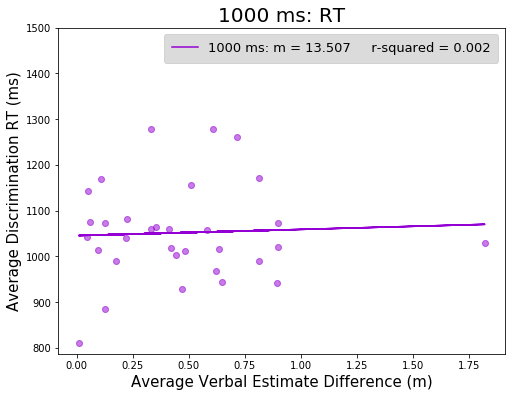 1000 ms: RT
1000 ms: m = 13.507     r-squared = 0.002
Average Discrimination RT (ms)
1500
1400
1300
1200
1100
1000
900
800
0.00 0.25 0.50 0.75 1.00 1.25 1.50 1.75
Average Verbal Estimate Difference (m)